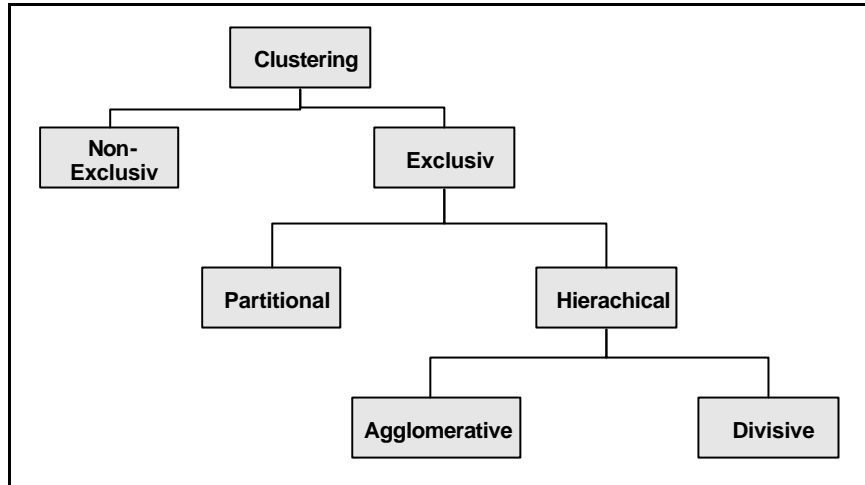 Clustering
Non-
Exclusiv
Exclusiv
Partitional
Hierachical
Agglomerative
Divisive